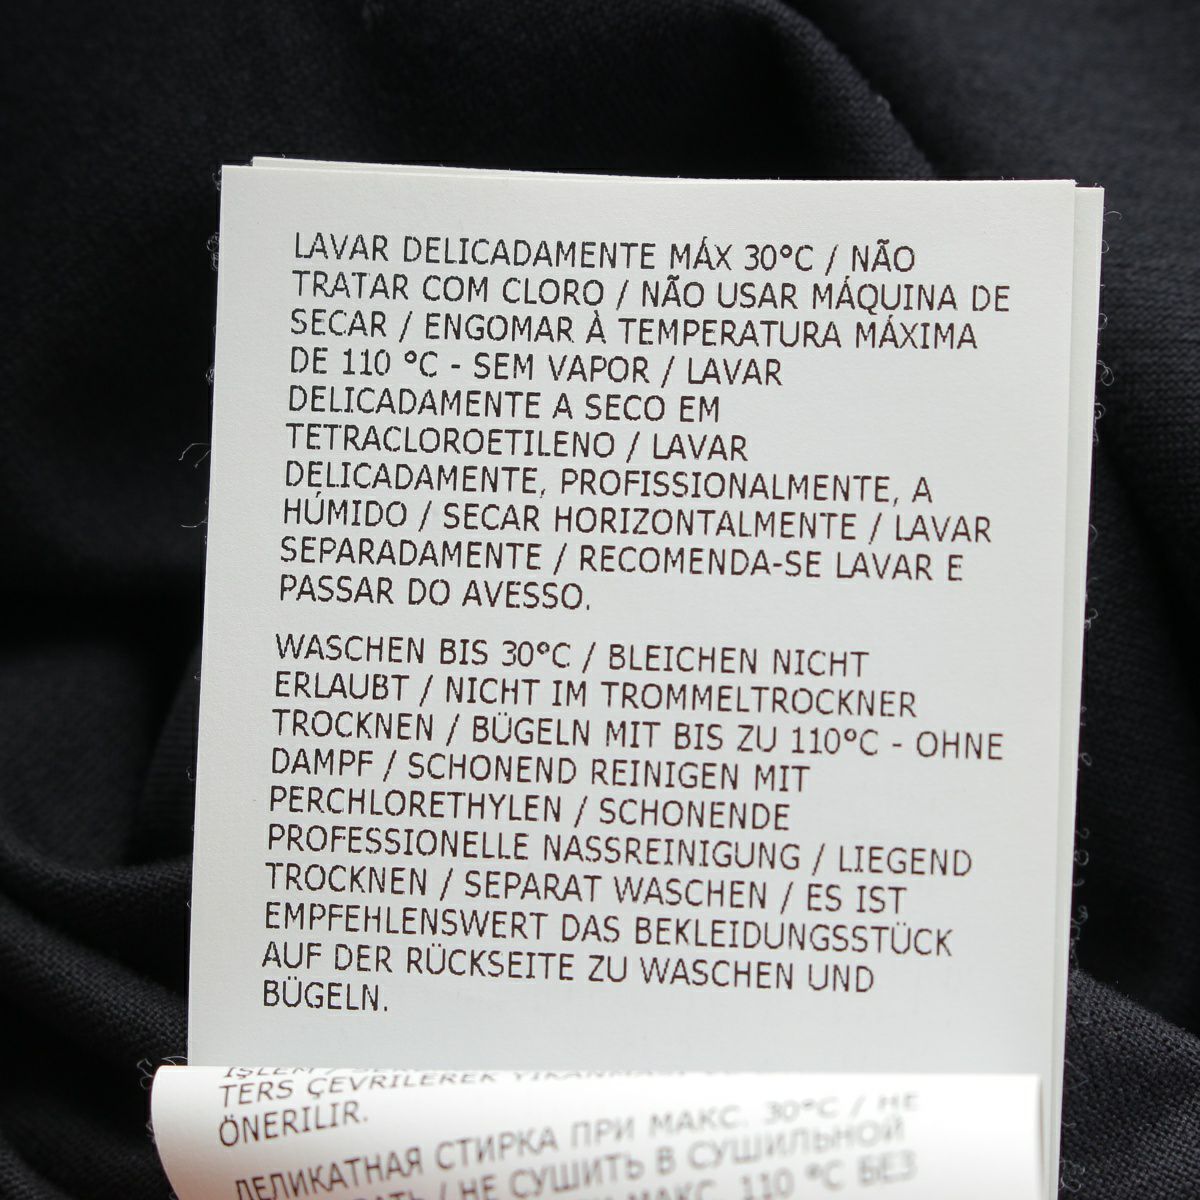 LAVAR DELICADAMENTE MÁX 30°C / NÃO
TRATAR COM CLORO / NÃO USAR MÁQUINA DE
SECAR / ENGOMAR À TEMPERATURA MÁXIMA
DE 110 °C - SEM VAPOR / LAVAR
DELICADAMENTE A SECO EM
TETRACLOROETILENO / LAVAR
DELICADAMENTE, PROFISSIONALMENTE, A
HÚMIDO / SECAR HORIZONTALMENTE / LAVAR
SEPARADAMENTE / RECOMENDA-SE LAVAR E
PASSAR DO AVESSO.
WASCHEN BIS 30°C / BLEICHEN NICHT
ERLAUBT / NICHT IM TROMMELTROCKNER
TROCKNEN / BÜGELN MIT BIS ZU 110°C - OHNE
DAMPF / SCHONEND REINIGEN MIT
PERCHLORETHYLEN / SCHONENDE
PROFESSIONELLE NASSREINIGUNG / LIEGEND
TROCKNEN / SEPARAT WASCHEN / ES IST
EMPFEHLENSWERT DAS BEKLEIDUNGSSTÜCK
AUF DER RÜCKSEITE ZU WASCHEN UND
BÜGELN.
İŞLEM /
TERS ÇEVRİLEREK
ÖNERILIR.
ДЕЛИКАТНАЯ СТИРКА ПРИ МАКС. 30°C / НЕ
/ НЕ СУШИТЬ В СУШИЛЬНОЙ
МАКС. 110 °C БЕЗ